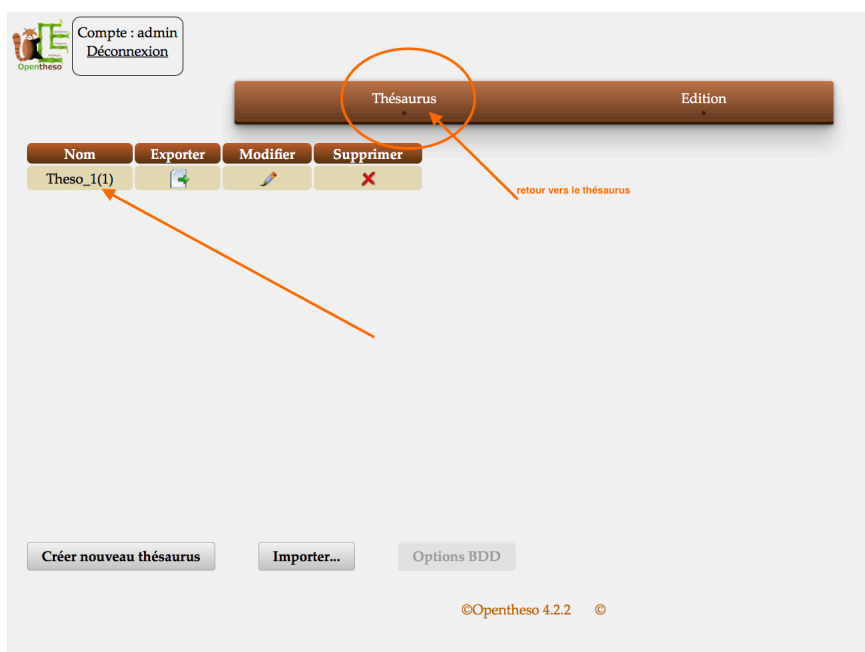 Compte : admin
Déconnexion
Opentheso
Thésaurus
Edition
Nom Exporter Modifier Supprimer
Theso_1(1)
retour vers le thésaurus
Créer nouveau thésaurus Importer... Options BDD
©Opentheso 4.2.2 ©